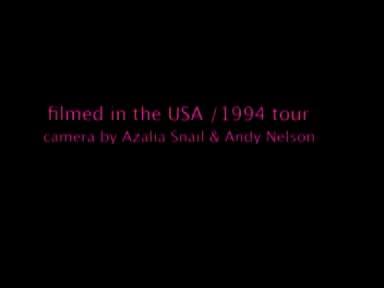 filmed in the USA /1994 tour
camera by Azalia Snail & Andy Nelson